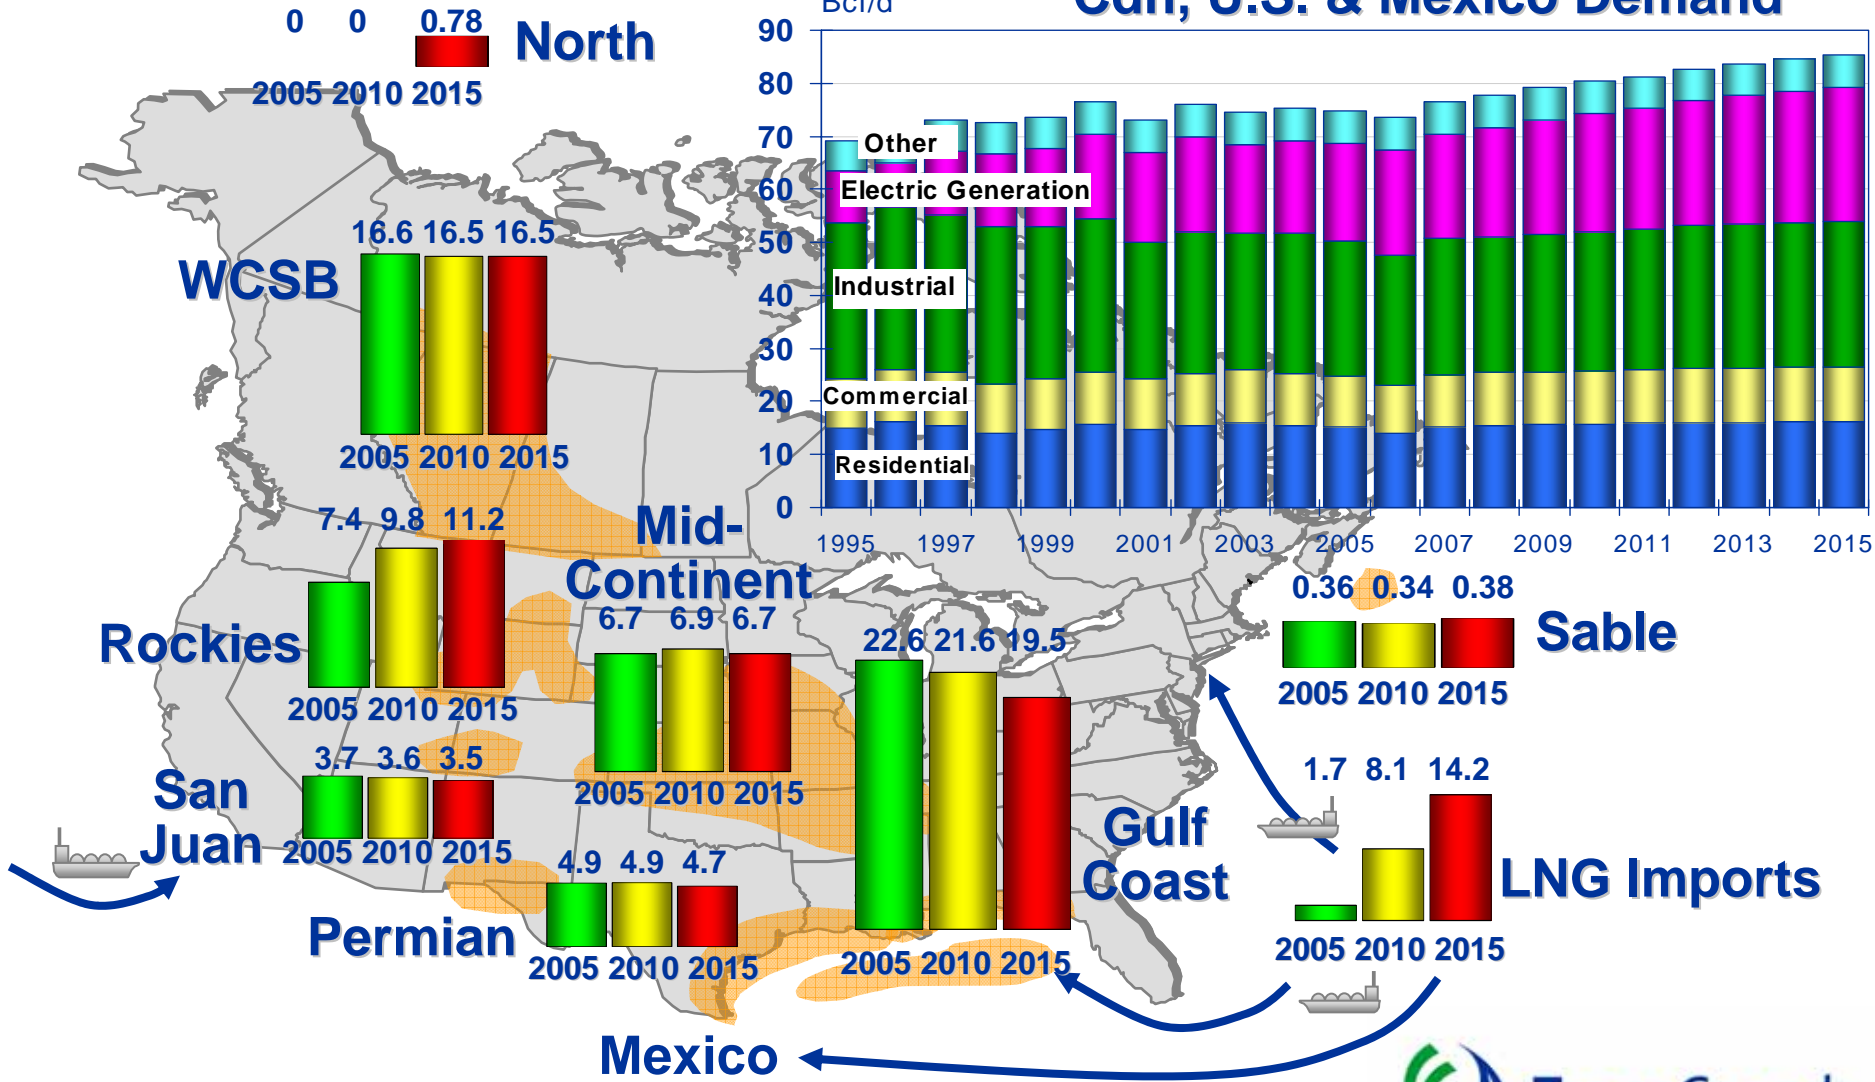 Bcf/d
Cdn, U.S. & Mexico Demand
0 0 0.78
North
2005 2010 2015
90
80
70
60
50
40
30
20
10
0
Other
Electric Generation
Industrial
Commercial
Residential
1995 1997 1999 2001 2003 2005 2007 2009 2011 2013 2015
16.6 16.5 16.5
WCSB
2005 2010 2015
7.4 9.8 11.2
Rockies
2005 2010 2015
Mid-
Continent
6.7 6.9 6.7
2005 2010 2015
22.6 21.6 19.5
Gulf
Coast
2005 2010 2015
0.36 0.34 0.38
Sable
2005 2010 2015
3.7 3.6 3.5
San
Juan
2005 2010 2015
4.9 4.9 4.7
Permian
2005 2010 2015
1.7 8.1 14.2
LNG Imports
2005 2010 2015
Mexico